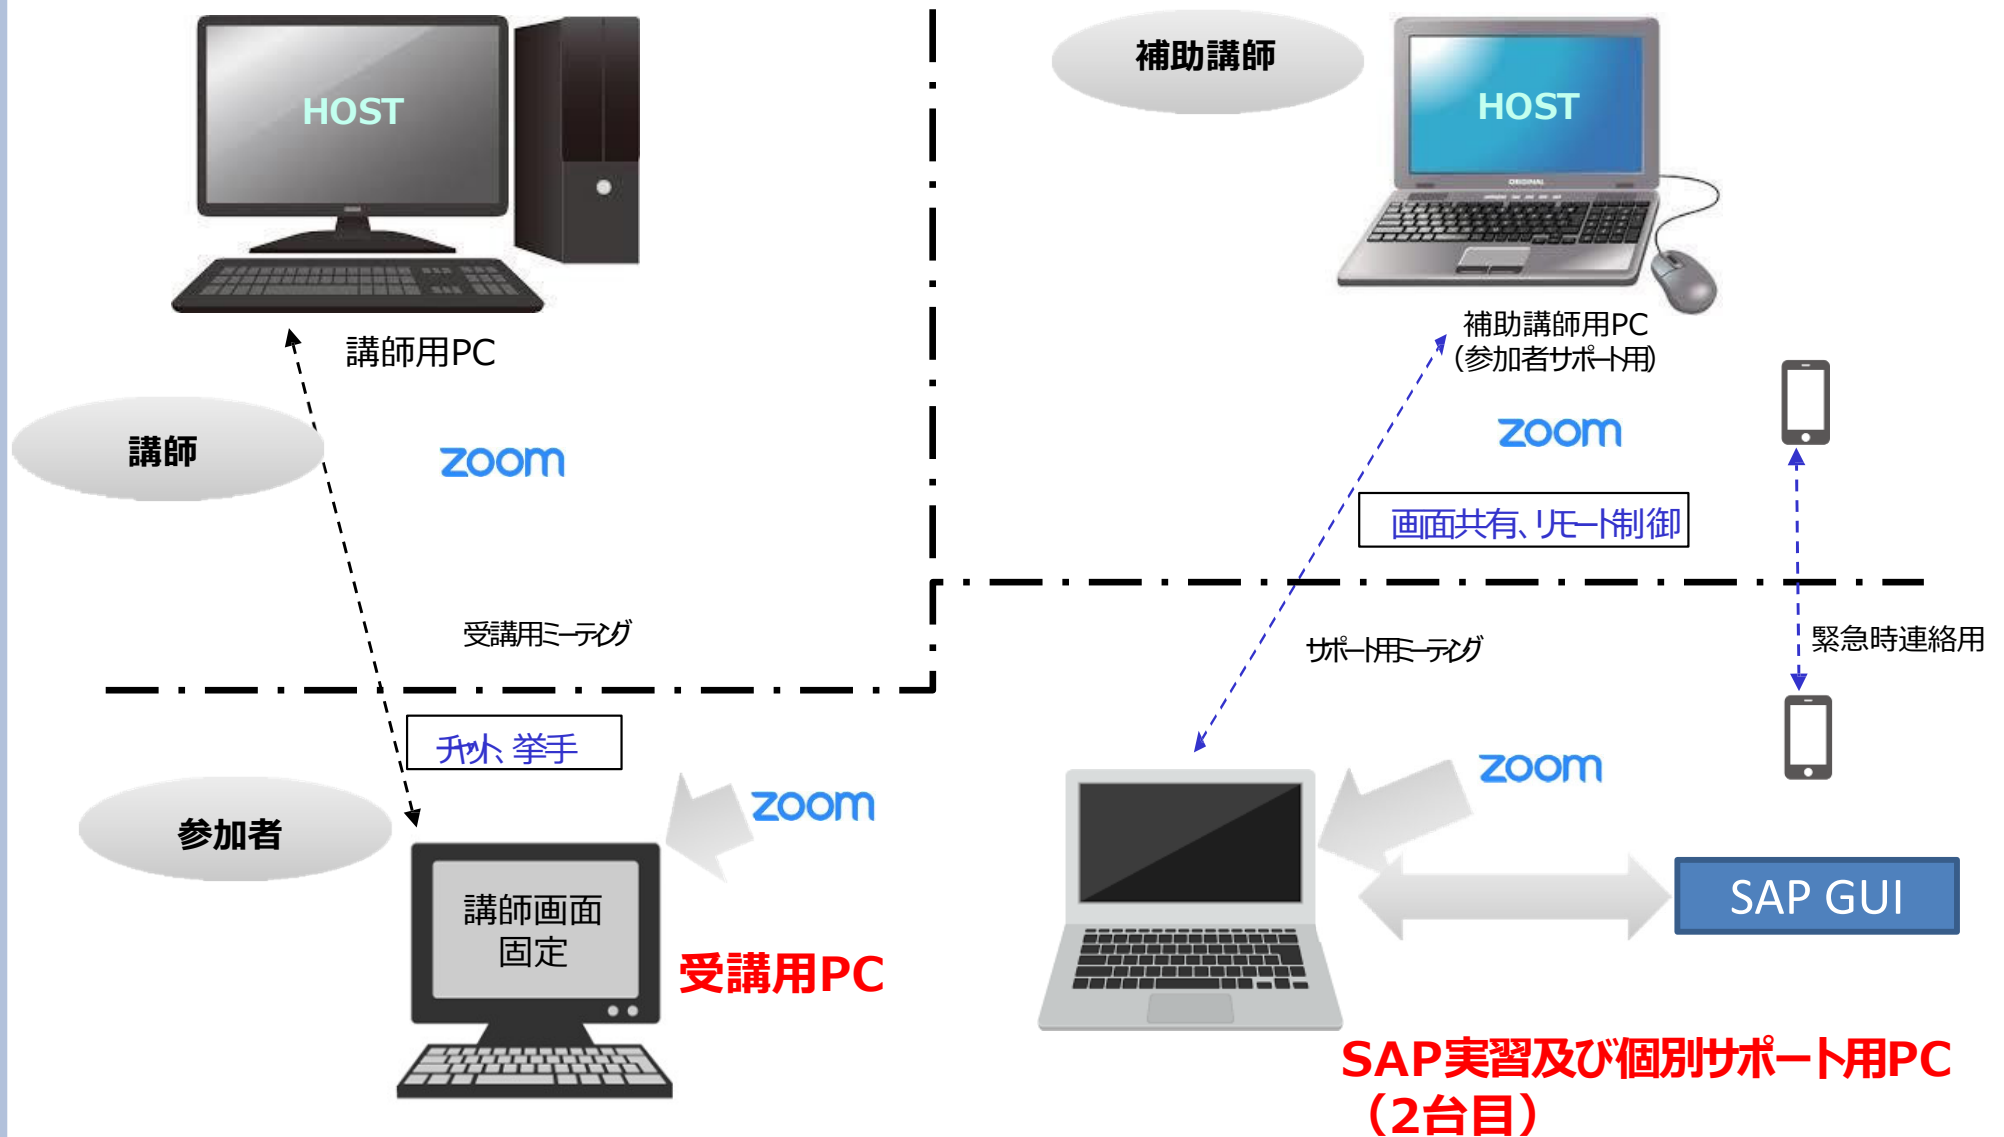 HOST
講師用PC
講師
zoom
受講用ミーティング
補助講師
HOST
ORIGINAL
補助講師用PC
（参加者サポート用）
zoom
画面共有、リモート制御
サポート用ミーティング
緊急時連絡用
チャット、挙手
参加者
zoom
講師画面
固定
受講用PC
zoom
SAP GUI
SAP実習及び個別サポート用PC
（2台目）